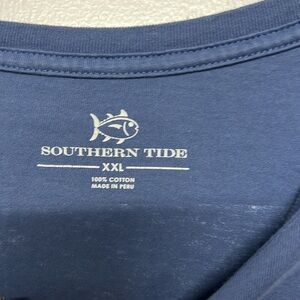 SOUTHERN TIDE
XXL
100% COTTON
MADE IN PERU